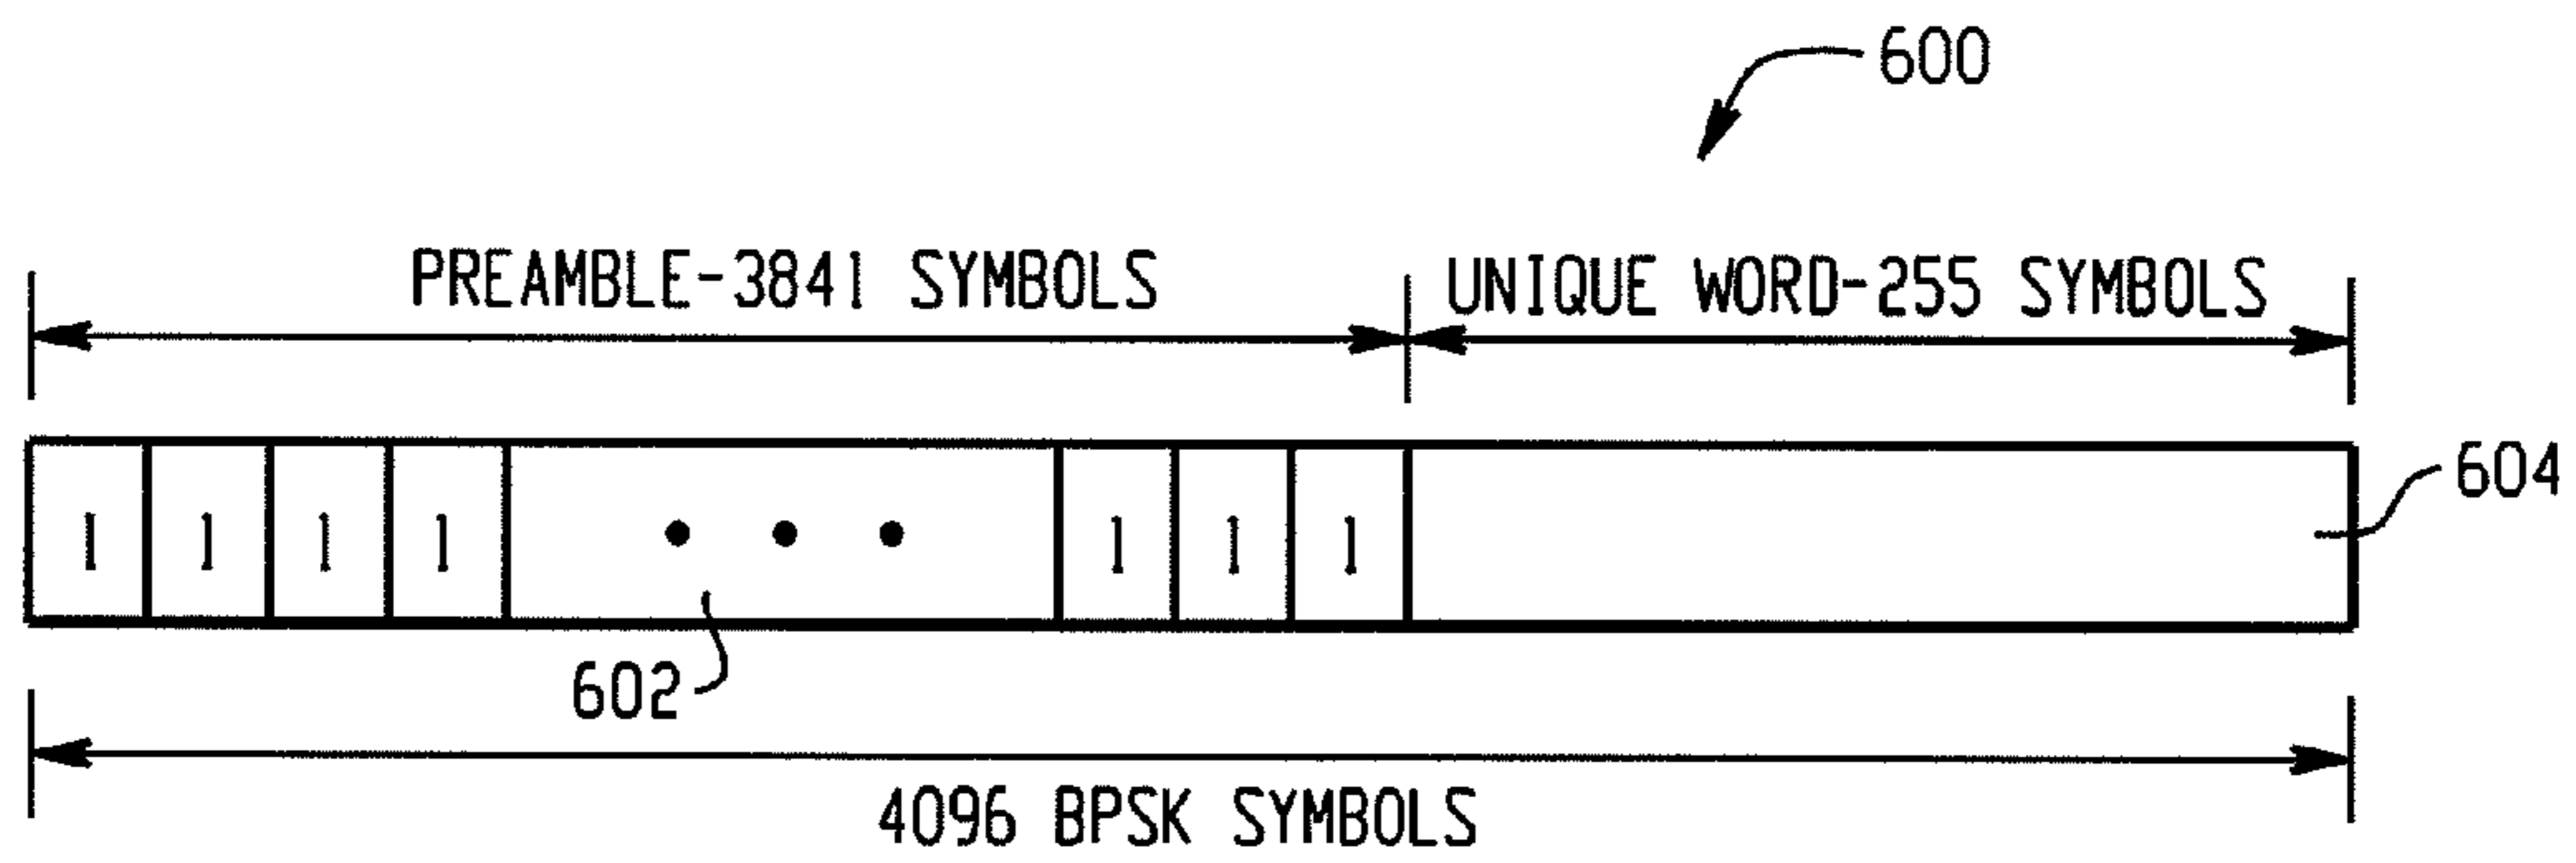 600
PREAMBLE-3841 SYMBOLS UNIQUE WORD-255 SYMBOLS
604
1 1 1 1 • • • 1 1 1
602
4096 BPSK SYMBOLS